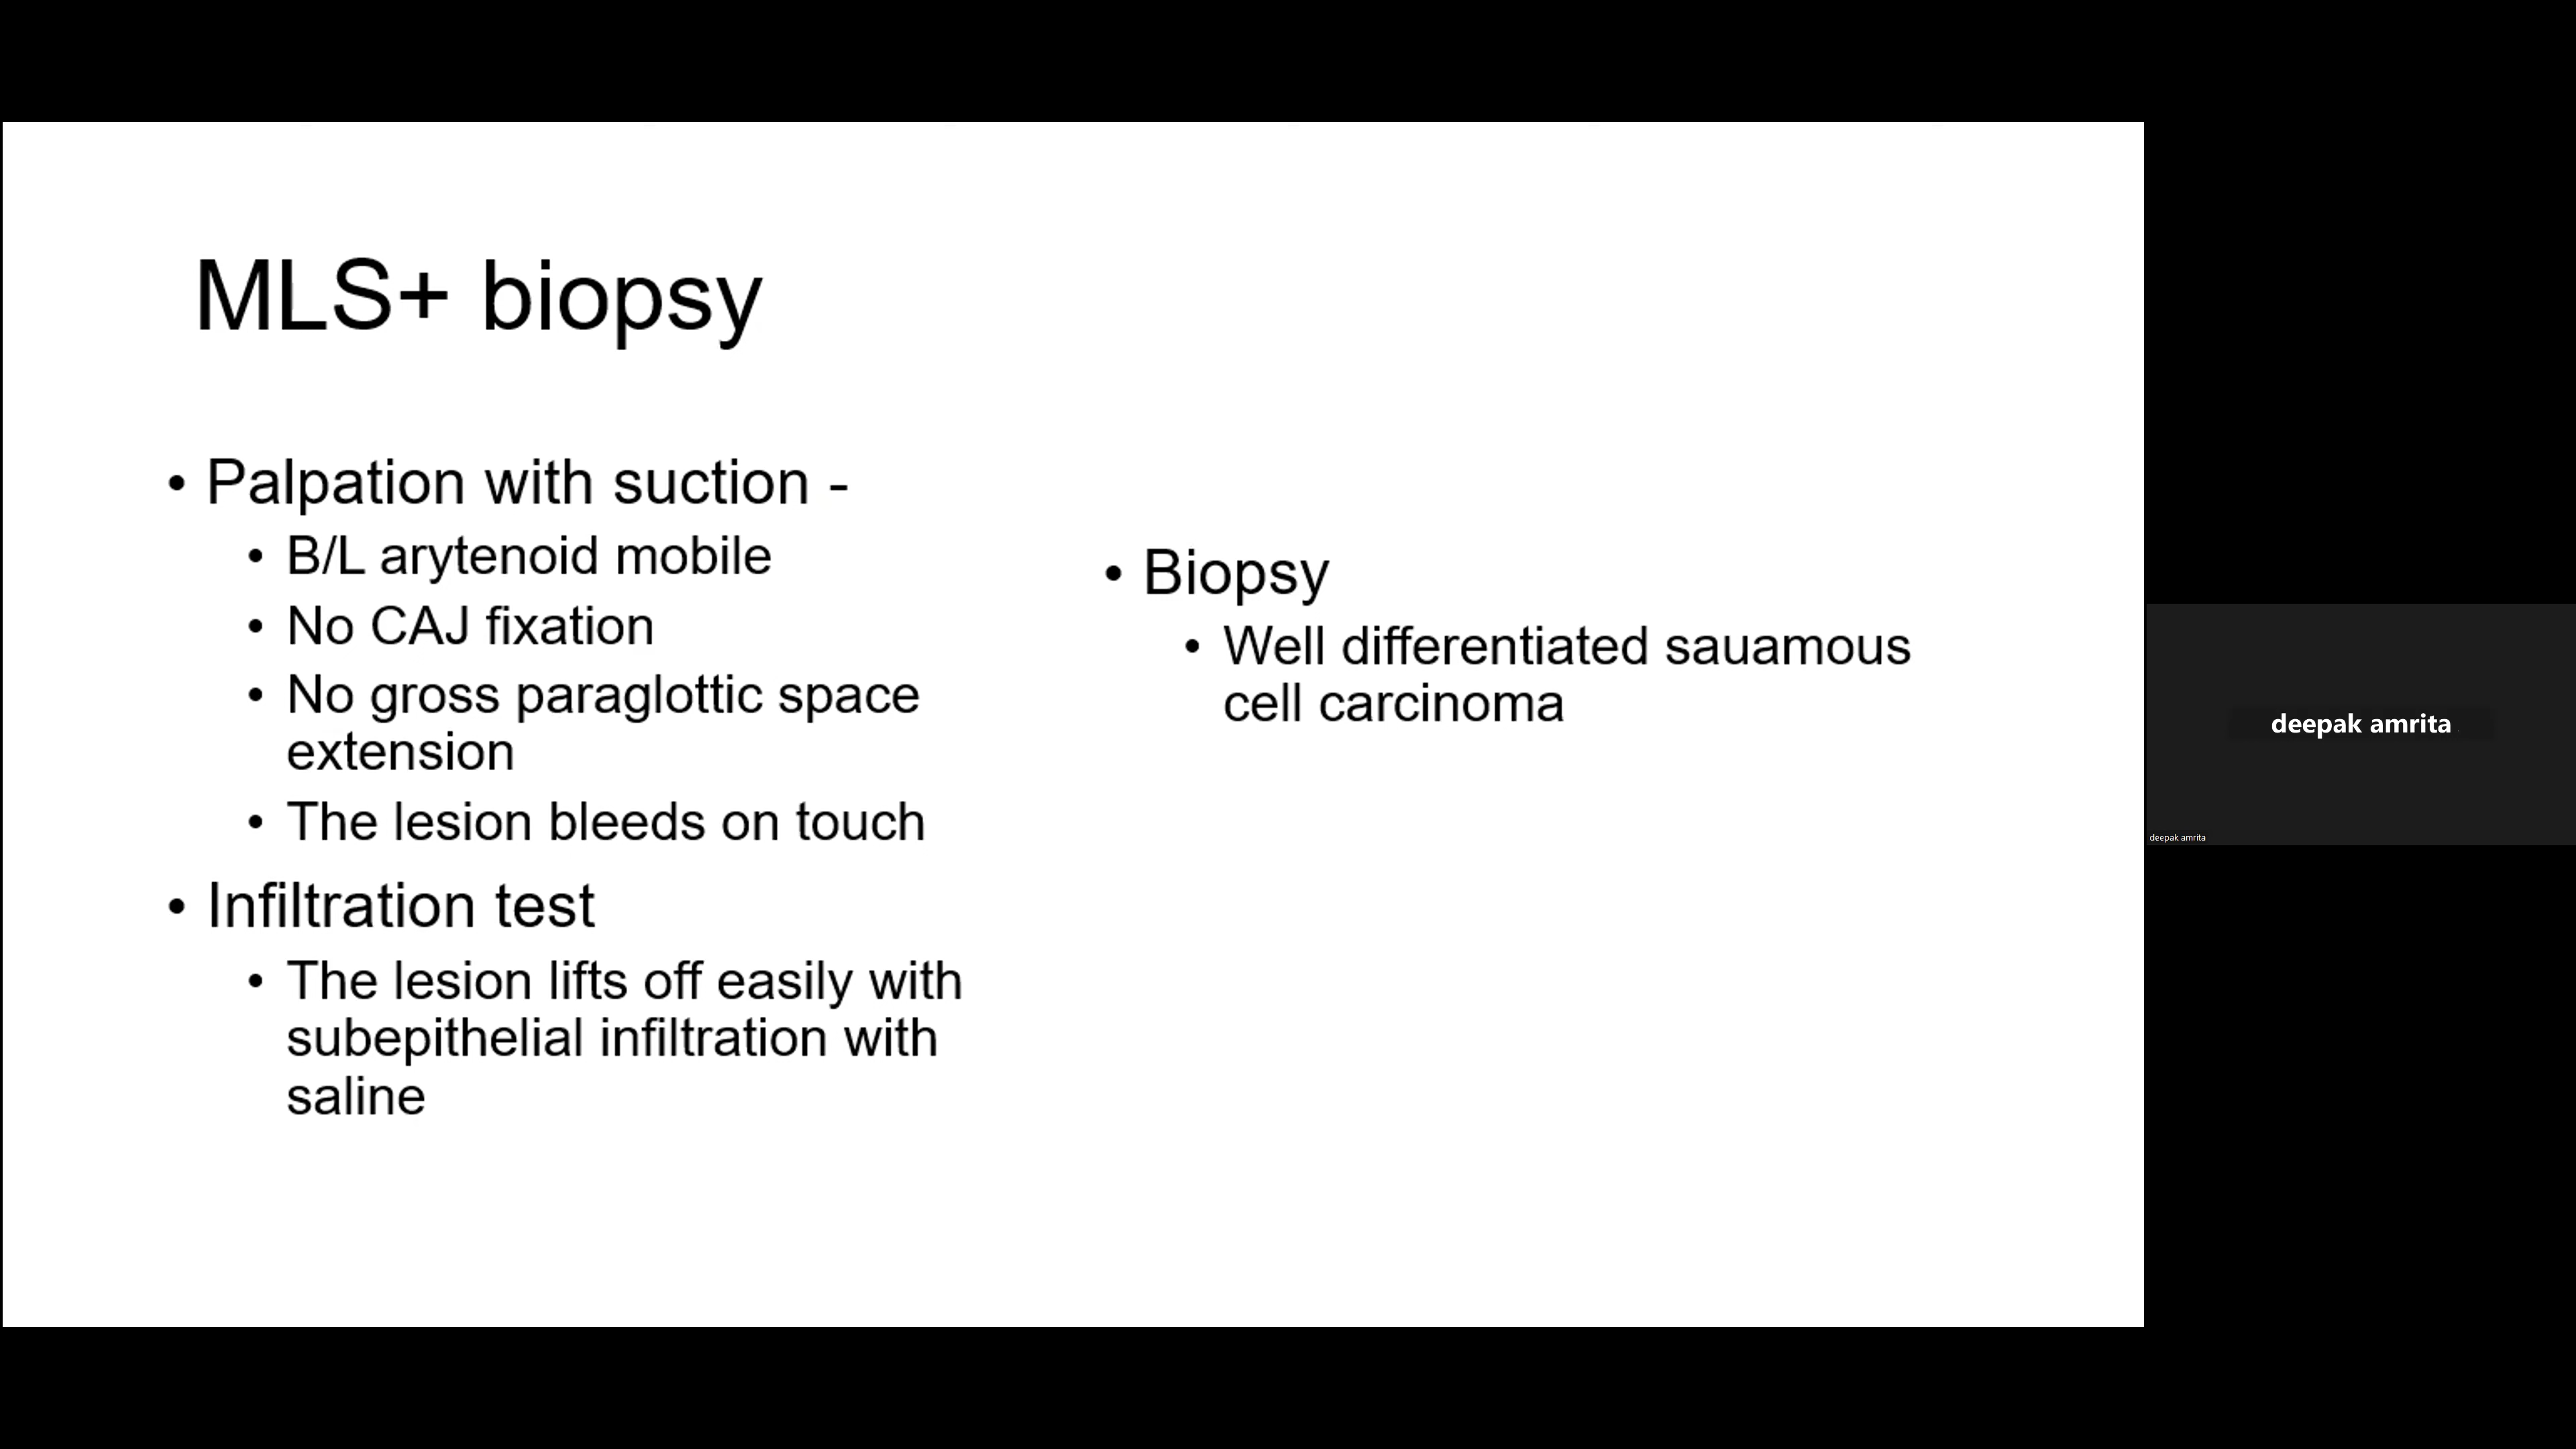 MLS+ biopsy
• Palpation with suction -
• B/L arytenoid mobile
• No CAJ fixation
• No gross paraglottic space
extension
• The lesion bleeds on touch
• Infiltration test
• The lesion lifts off easily with
subepithelial infiltration with
saline
• Biopsy
• Well differentiated sauamous
cell carcinoma
deepak amrita
deepak amrita